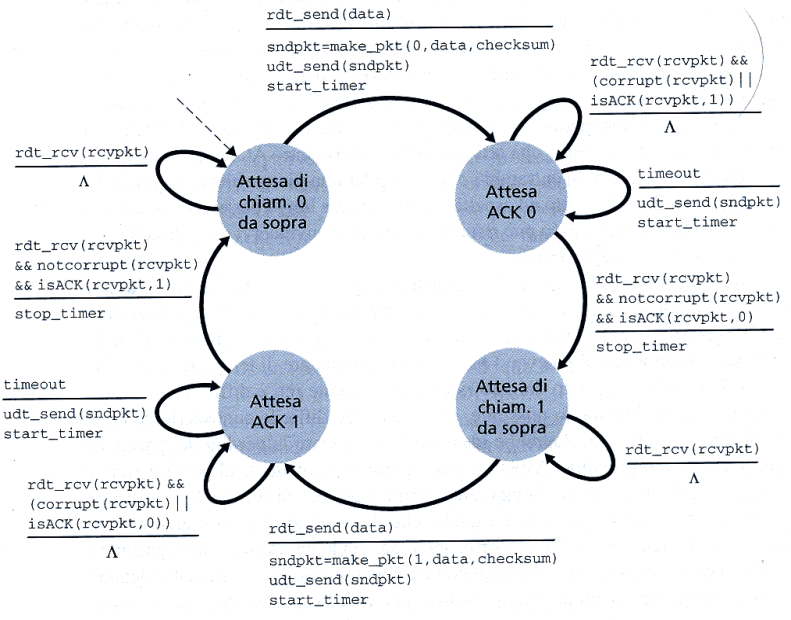 rdt_send(data)
sndpkt=make_pkt(0,data,checksum)
udt_send(sndpkt)
start_timer
rdt_rcv(rcvpkt) &&
(corrupt(rcvpkt)||
isACK(rcvpkt,1))
Λ
rdt_rcv(rcvpkt)
Λ
Attesa di
chiam. 0
da sopra
Attesa
ACK 0
timeout
udt_send(sndpkt)
start_timer
rdt_rcv(rcvpkt)
&& notcorrupt(rcvpkt)
&& isACK(rcvpkt,1)
stop_timer
rdt_rcv(rcvpkt)
&& notcorrupt(rcvpkt)
&& isACK(rcvpkt,0)
stop_timer
timeout
udt_send(sndpkt)
start_timer
Attesa
ACK 1
Attesa di
chiam. 1
da sopra
rdt_rcv(rcvpkt)
Λ
rdt_rcv(rcvpkt) &&
(corrupt(rcvpkt)||
isACK(rcvpkt,0))
Λ
rdt_send(data)
sndpkt=make_pkt(1,data,checksum)
udt_send(sndpkt)
start_timer